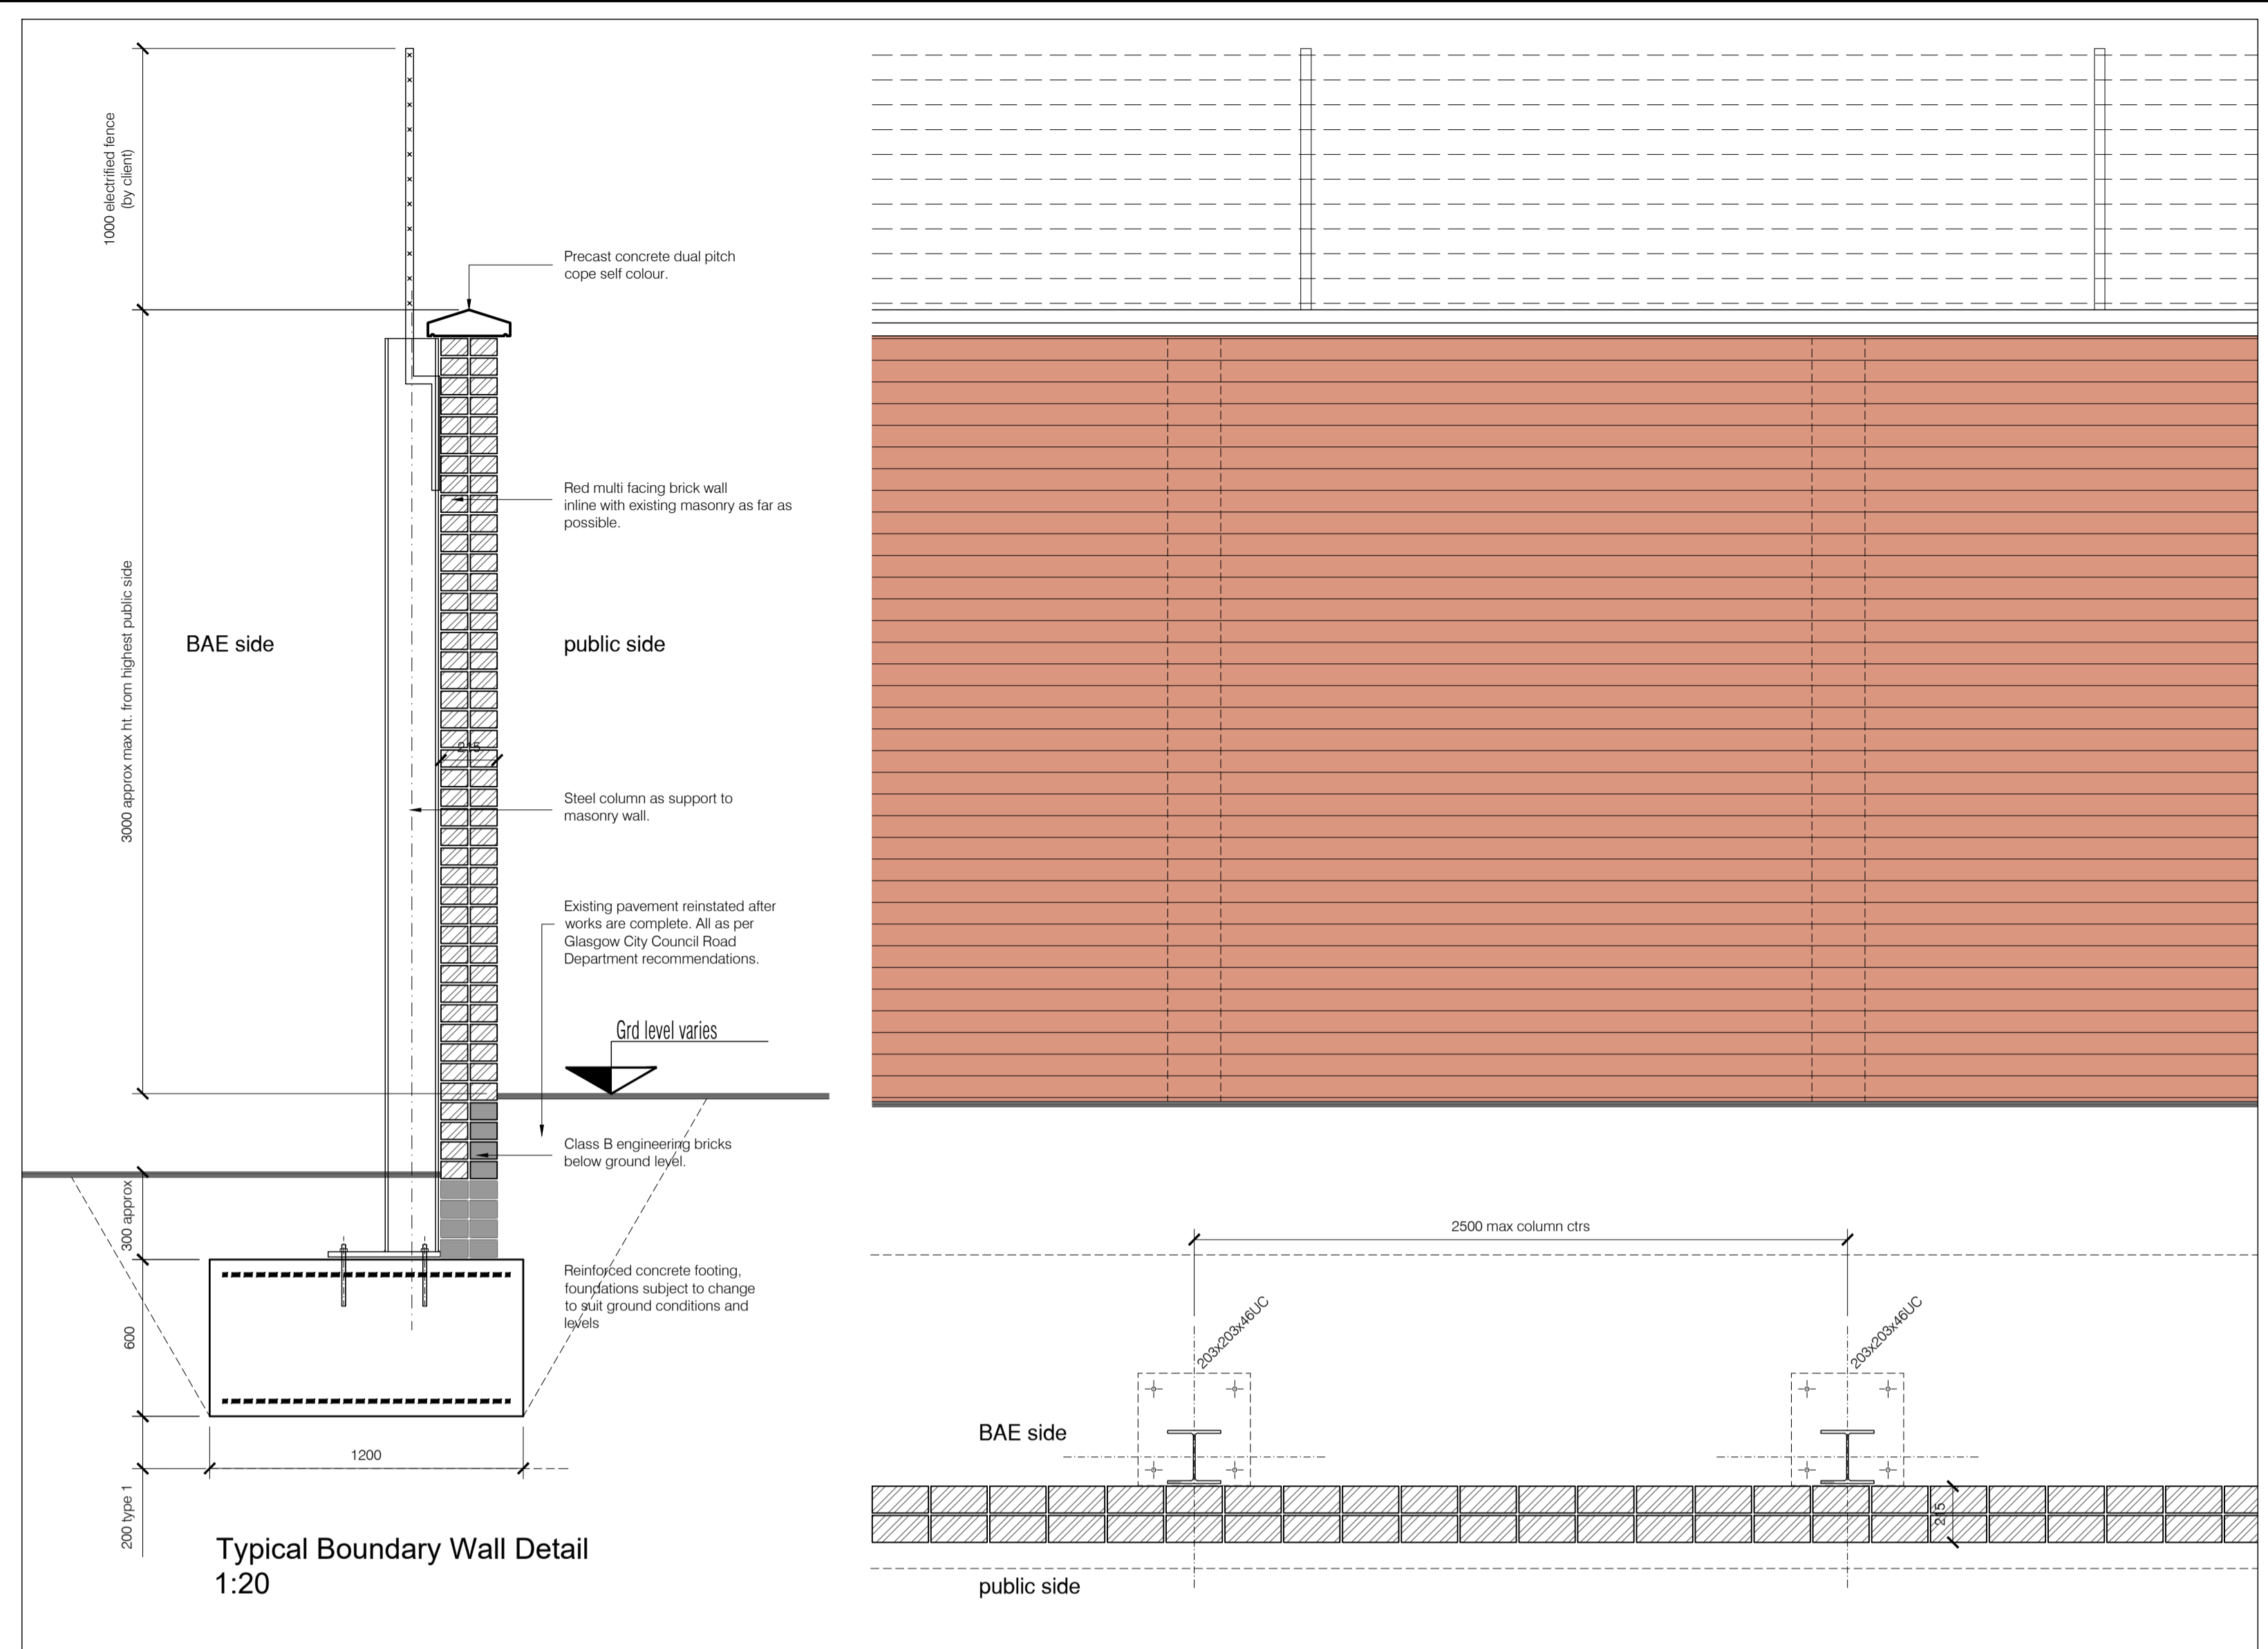 1000 electrified fence
(by client)
Precast concrete dual pitch
cope self colour.
Red multi facing brick wall
inline with existing masonry as far as
possible.
3000 approx max ht. from highest public side
BAE side
public side
215
Steel column as support to
masonry wall.
Existing pavement reinstated after
works are complete. All as per
Glasgow City Council Road
Department recommendations.
Grd level varies
Class B engineering bricks
below ground level.
300 approx
Reinforced concrete footing,
foundations subject to change
to suit ground conditions and
levels
600
1200
200 type 1
Typical Boundary Wall Detail
1:20
2500 max column ctrs
203x203x46UC
203x203x46UC
BAE side
215
public side